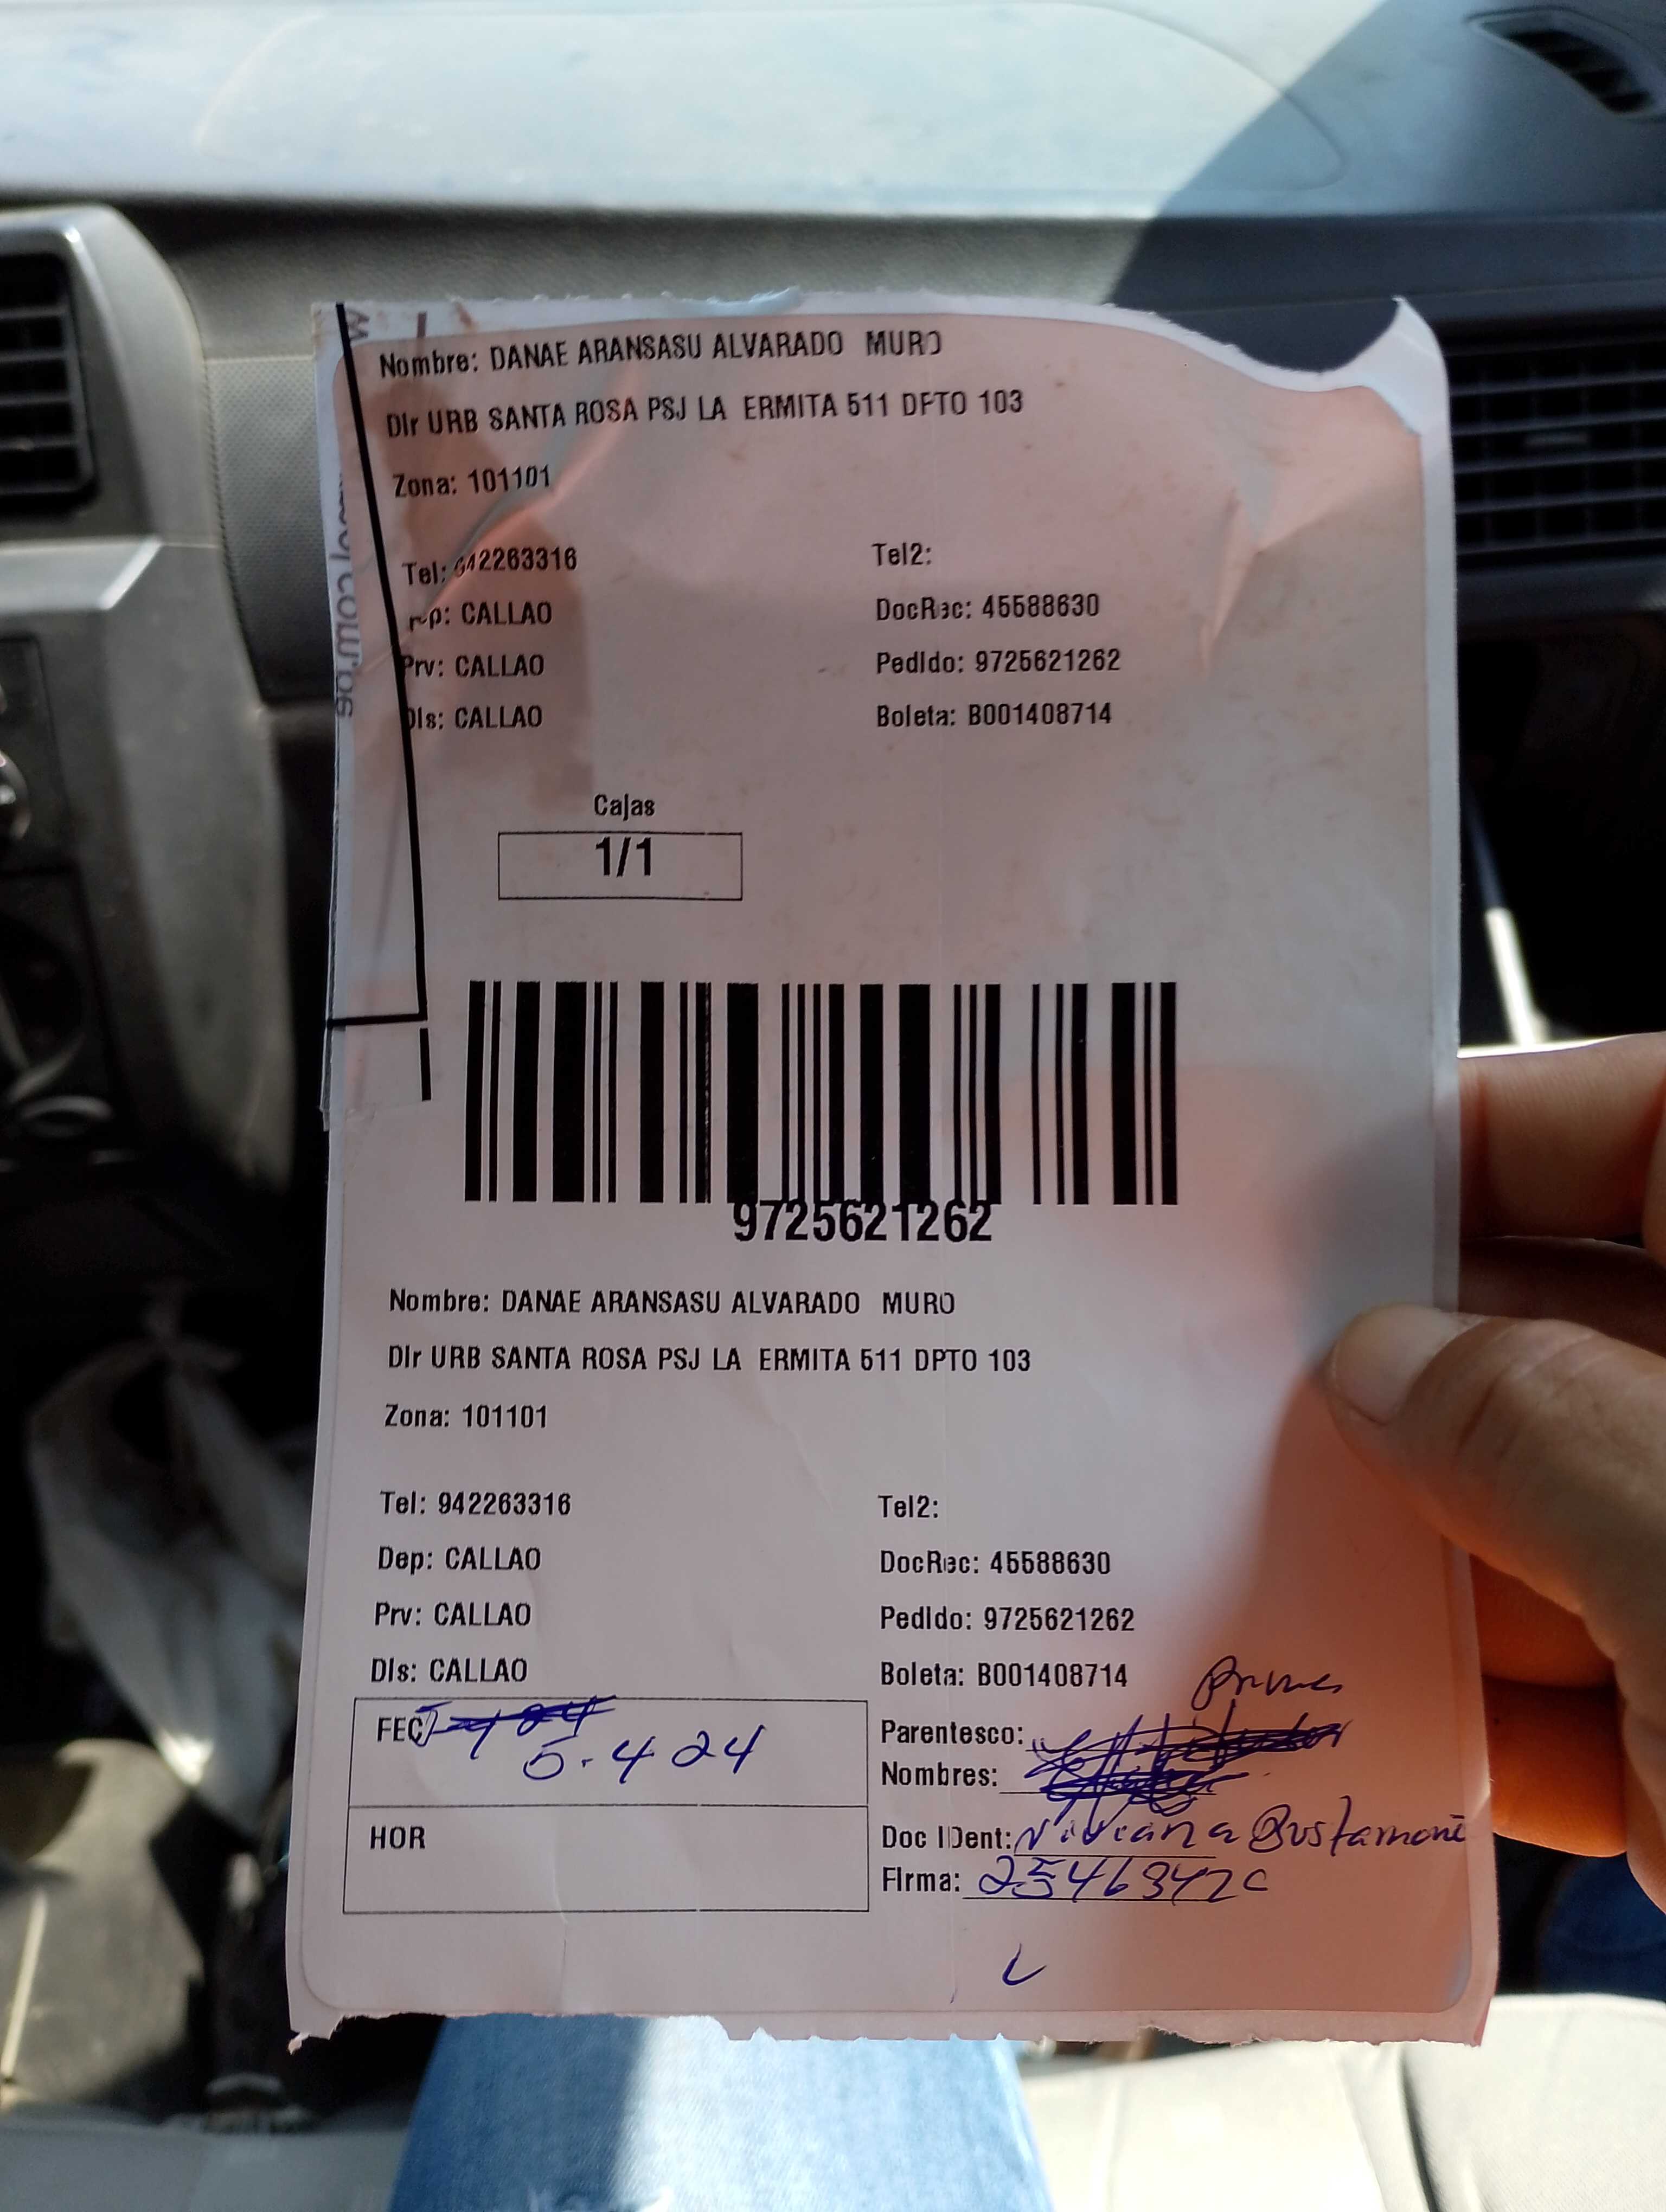 Nombre: DANAE ARANSASU ALVARADO MURO
DIr URB SANTA ROSA PSJ LA ERMITA 511 DPTO 103
Zona: 101101
Tel: 942263316 Tel2:
CALLAO DocRec: 45588630
Prv: CALLAO PedIdo: 9725621262
DIs: CALLAO Boleta: B001408714
Cajas
1/1
9725621262
Nombre: DANAE ARANSASU ALVARADO MURO
DIr URB SANTA ROSA PSJ LA ERMITA 511 DPTO 103
Zona: 101101
Tel: 942263316 Tel2:
Dep: CALLAO DocRec: 45588630
Prv: CALLAO PedIdo: 9725621262
DIs: CALLAO Boleta: B001408714
FEC
5.4 24
Parentesco:
Nombres:
HOR
Doc IDent: Viviana
FIrma: